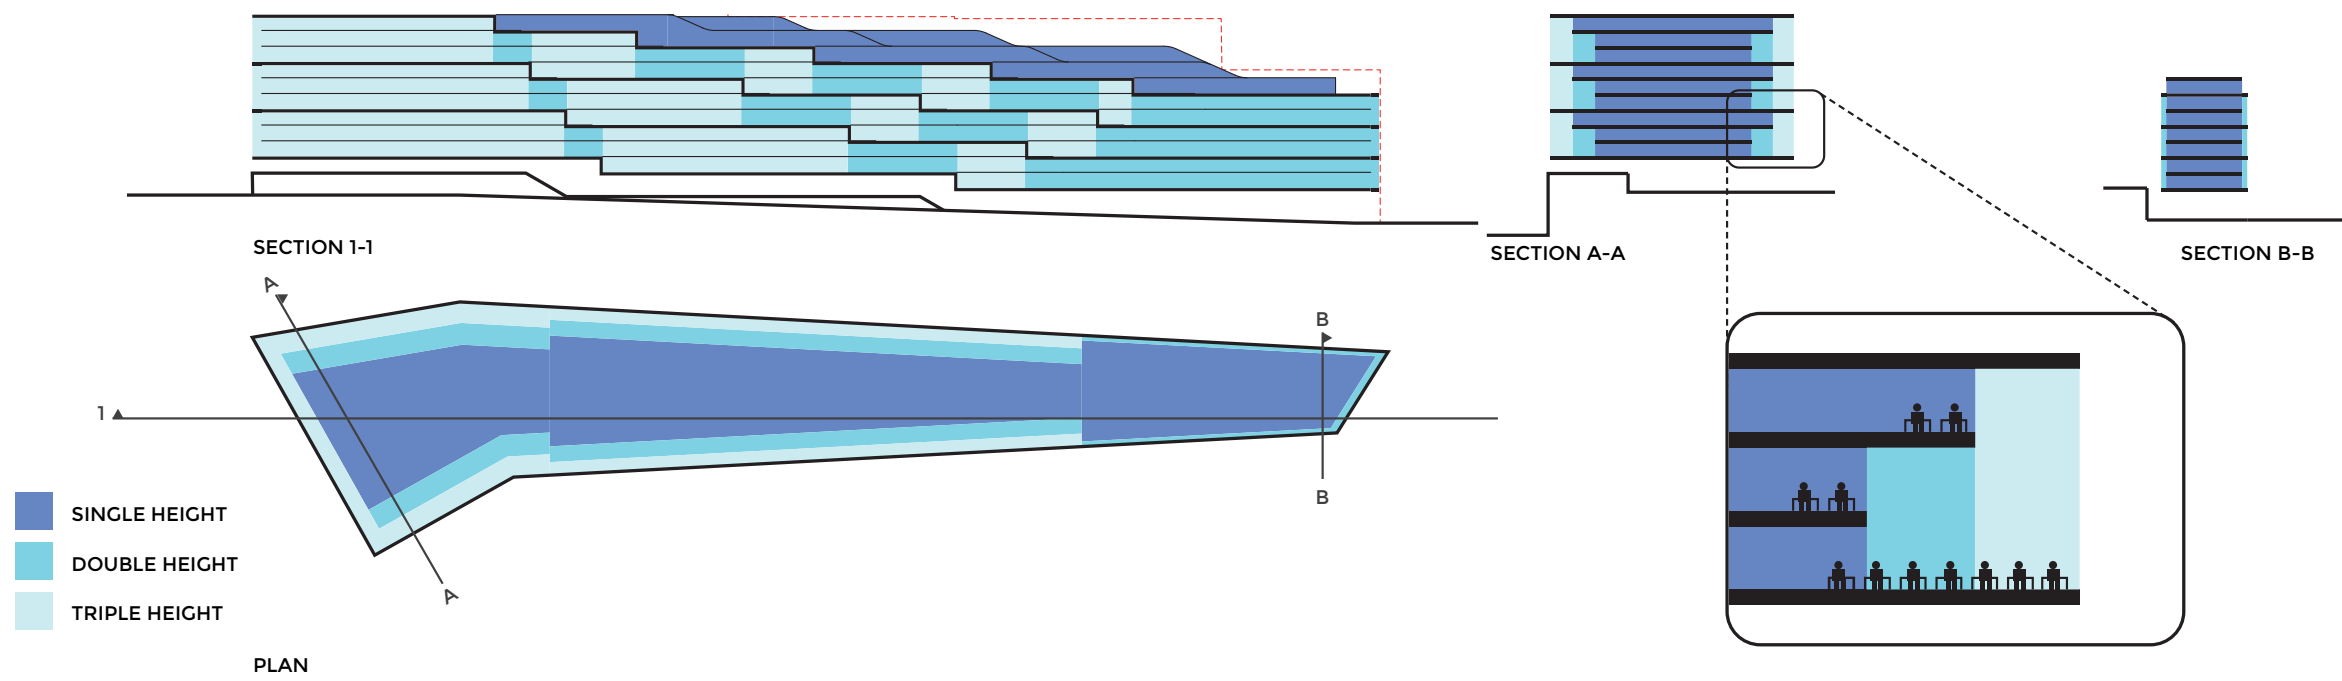 SECTION 1-1
SECTION A-A
SECTION B-B
A
B
1
B
A
SINGLE HEIGHT
DOUBLE HEIGHT
TRIPLE HEIGHT
PLAN